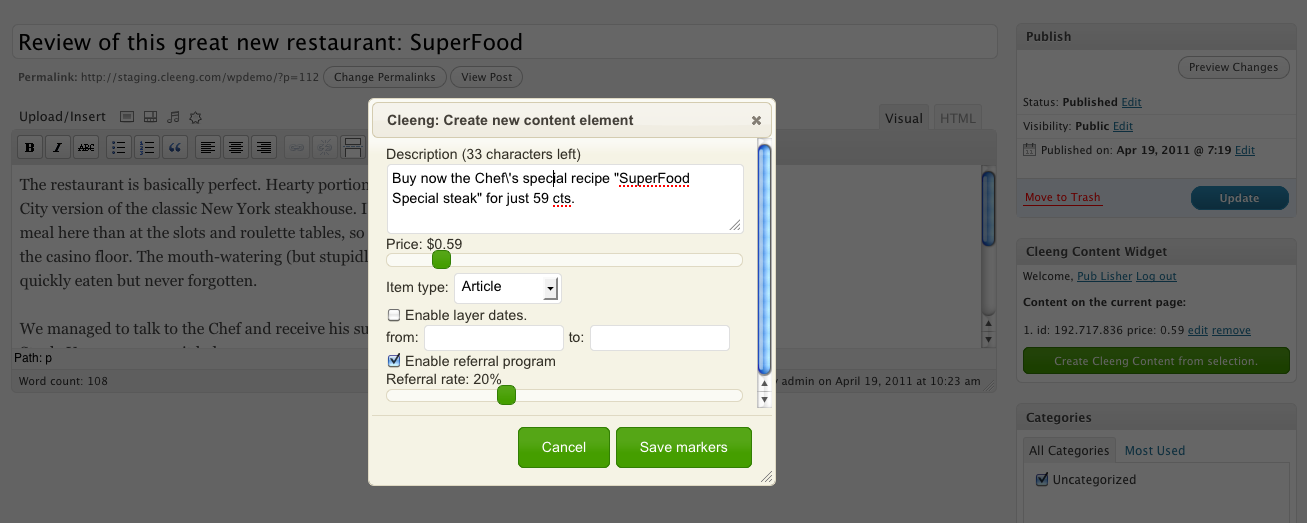 Review of this great new restaurant: SuperFood
Permalink: http://staging.cleeng.com/wpdemo/?p=112 Change Permalinks View Post
Upload/Insert
Visual HTML
B I ABC
The restaurant is basically perfect. Hearty portion
City version of the classic New York steakhouse. I
meal here than at the slots and roulette tables, so
the casino floor. The mouth-watering (but stupidl
quickly eaten but never forgotten.
We managed to talk to the Chef and receive his su
Path: p
Word count: 108
y admin on April 19, 2011 at 10:23 am
Cleeng: Create new content element
Description (33 characters left)
Buy now the Chef\'s special recipe "SuperFood
Special steak" for just 59 cts.
Price: $0.59
Item type: Article
Enable layer dates.
from: to:
Enable referral program
Referral rate: 20%
Cancel Save markers
Publish
Preview Changes
Status: Published Edit
Visibility: Public Edit
Published on: Apr 19, 2011 @ 7:19 Edit
Move to Trash Update
Cleeng Content Widget
Welcome, Pub Lisher Log out
Content on the current page:
1. id: 192.717.836 price: 0.59 edit remove
Create Cleeng Content from selection.
Categories
All Categories Most Used
Uncategorized